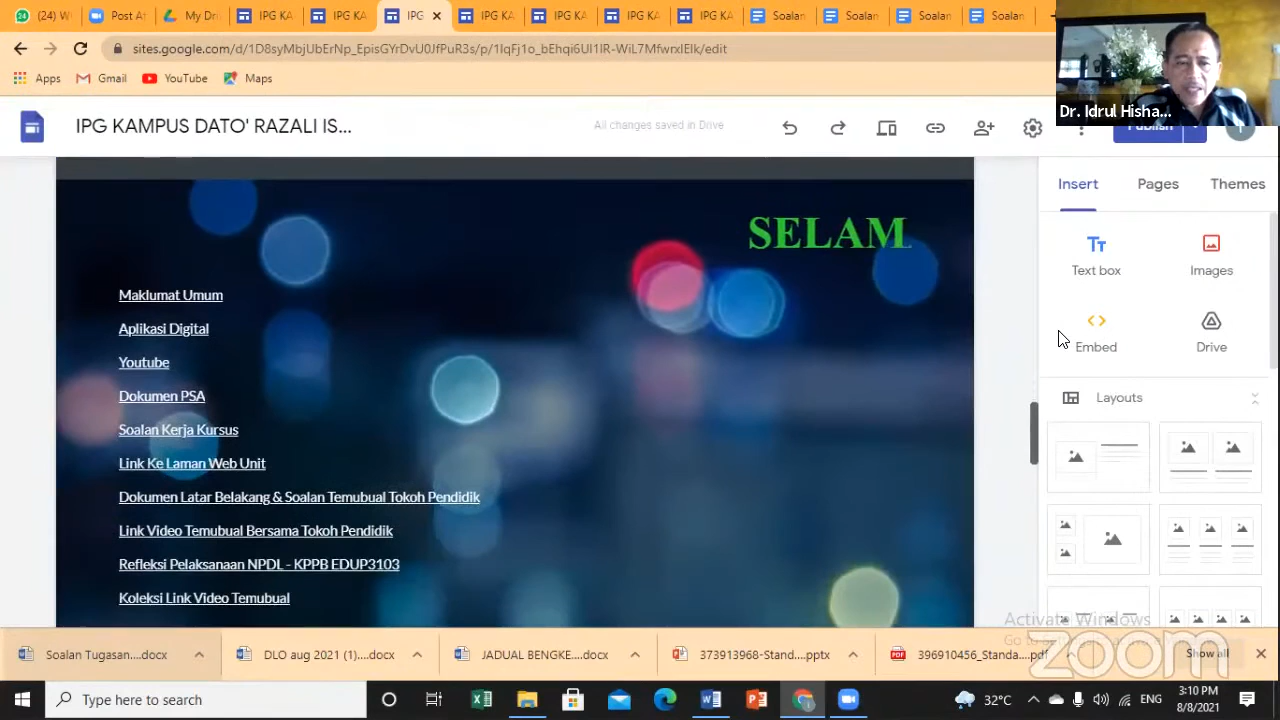 (24) W
Post At
My Dri
IPG KA
IPG KA
IPG
IPG KA
IPG KA
IPG KA
IPG KA
Soalan
Soalan
Soalan
Soalan
sites.google.com/d/1D8syMbjUbErNp_EpisGYrDvU0JfPuR3s/p/1IqFj1o_bEhqi6UI1IR-WiL7MfwrxIElk/edit
Apps
Gmail
YouTube
Maps
Dr. Idrul Hisha...
IPG KAMPUS DATO' RAZALI IS...
All changes saved in Drive
Publish
Insert
Pages
Themes
SELAM
Text box
Images
Embed
Drive
Layouts
Maklumat Umum
Aplikasi Digital
Youtube
Dokumen PSA
Soalan Kerja Kursus
Link Ke Laman Web Unit
Dokumen Latar Belakang & Soalan Temubual Tokoh Pendidik
Link Video Temubual Bersama Tokoh Pendidik
Refleksi Pelaksanaan NPDL - KPPB EDUP3103
Koleksi Link Video Temubual
Activate Windows
zoom
Soalan Tugasan....docx
DLO aug 2021 (1)....docx
JADUAL BENGKE....docx
373913968-Stand....pptx
396910456_Standa....pdf
Show all
Type here to search
32°C
ENG
3:10 PM
8/8/2021